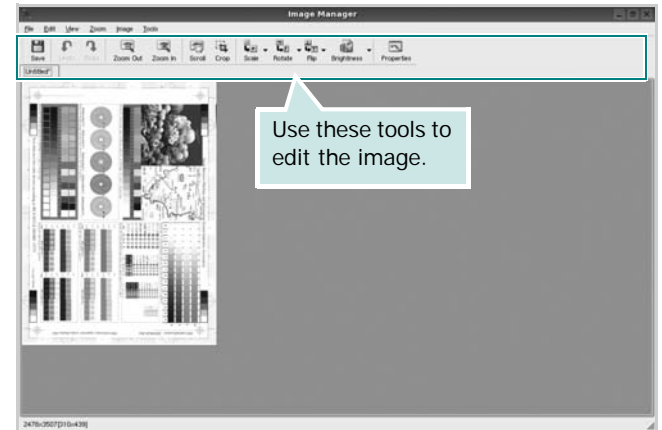 Image Manager
File Edit View Zoom Image Tools
Save Undo Redo Zoom Out Zoom In Scroll Crop Scale Rotate Flip Brightness Properties
Untitled*
Use these tools to
edit the image.
2478x3507[310x438]